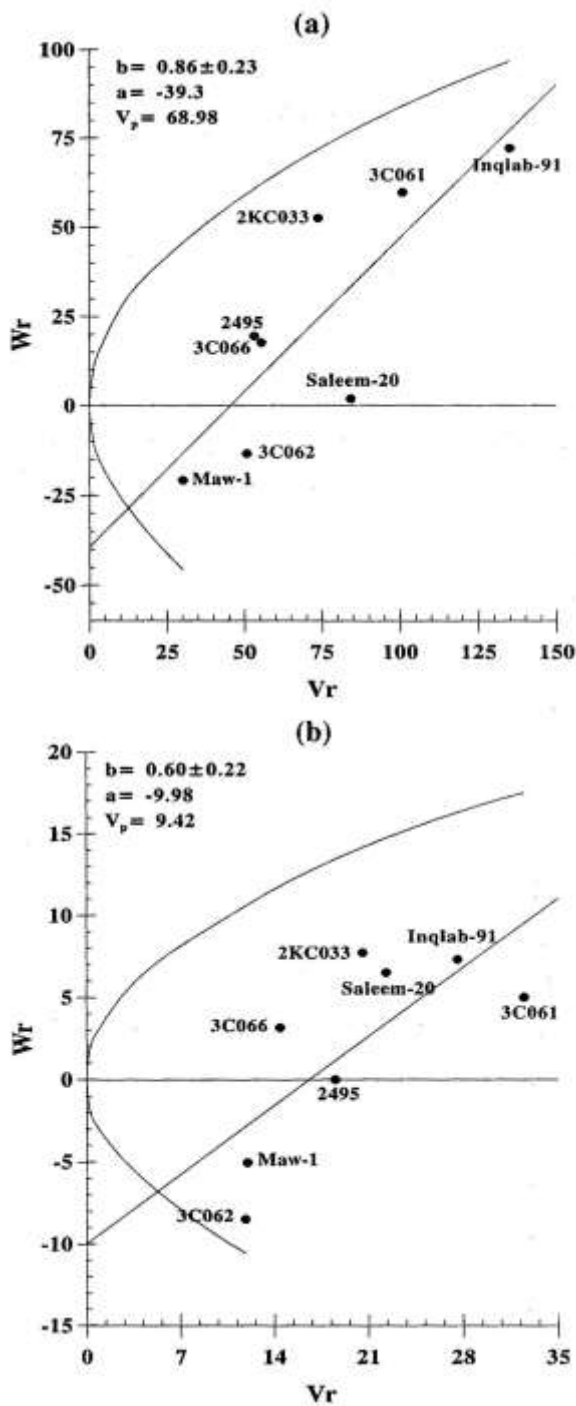 (a)
b= 0.86±0.23
a= -39.3
Vp= 68.98
100
75
50
25
0
-25
-50
Wr
3C061
Inqlab-91
2KC033
2495
3C066
Saleem-20
3C062
Maw-1
0 25 50 75 100 125 150
Vr
(b)
b= 0.60±0.22
a= -9.98
Vp= 9.42
20
15
10
5
0
-5
-10
-15
Wr
Inqlab-91
2KC033
Saleem-20
3C061
3C066
2495
Maw-1
3C062
0 7 14 21 28 35
Vr